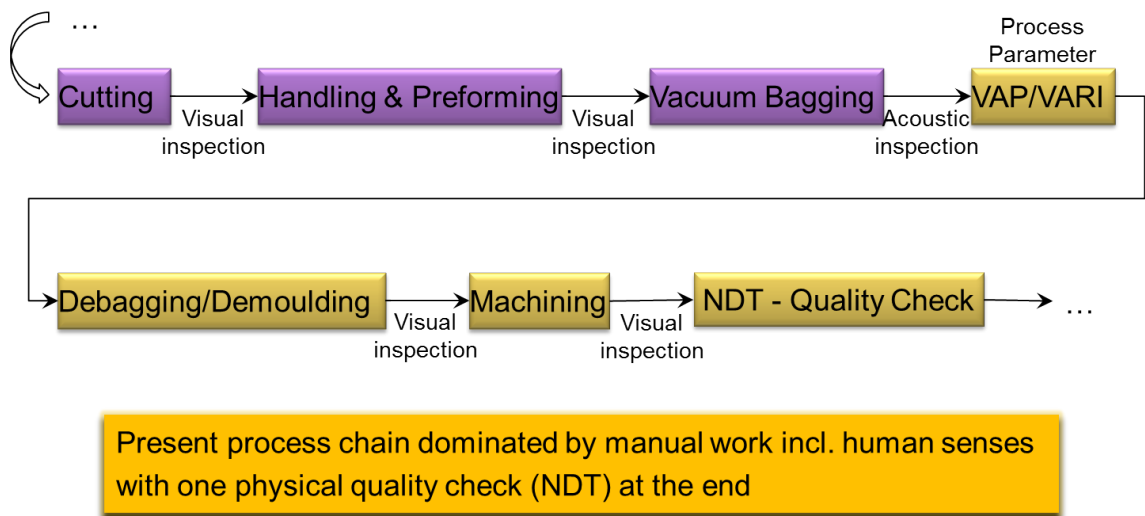 …
Process
Parameter
Cutting
Visual
inspection
Handling & Preforming
Visual
inspection
Vacuum Bagging
Acoustic
inspection
VAP/VARI
Debagging/Demoulding
Visual
inspection
Machining
Visual
inspection
NDT - Quality Check
…
Present process chain dominated by manual work incl. human senses
with one physical quality check (NDT) at the end